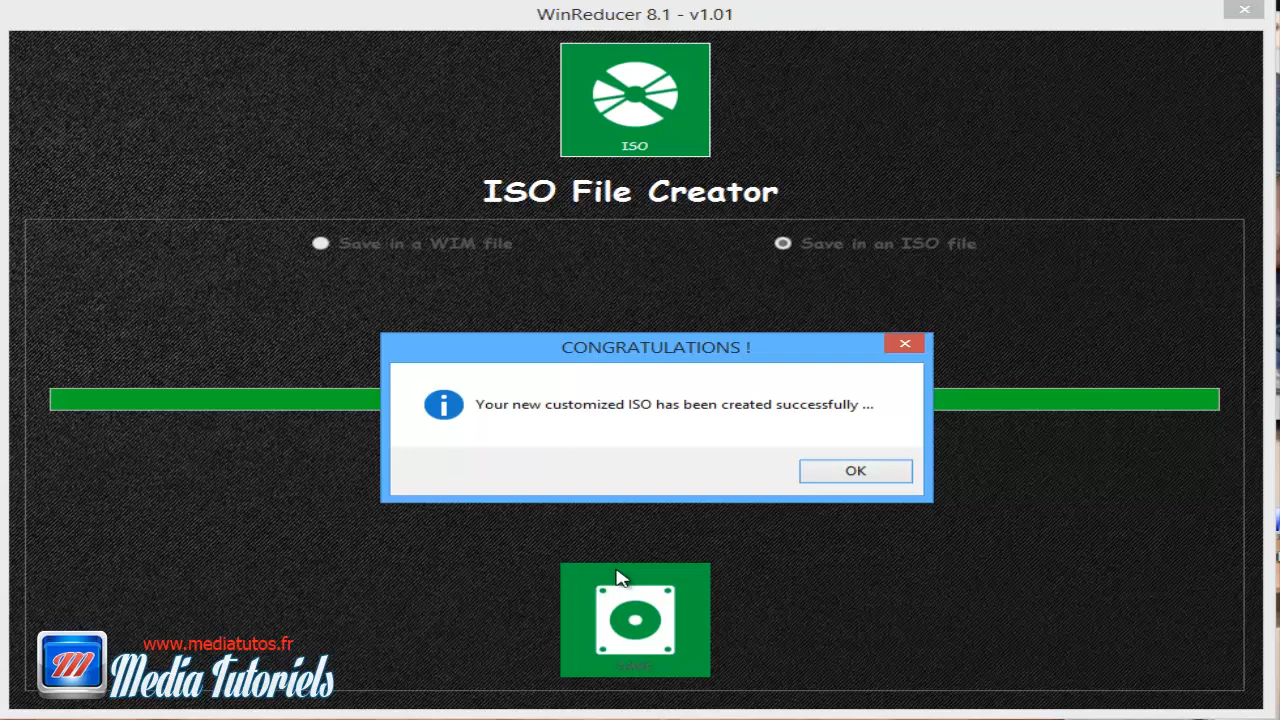 WinReducer 8.1 - v1.01
ISO
ISO File Creator
Save in a WIM file
Save in an ISO file
CONGRATULATIONS !
Your new customized ISO has been created successfully ...
OK
SAVE
www.mediatutos.fr
m
Media Tutoriels